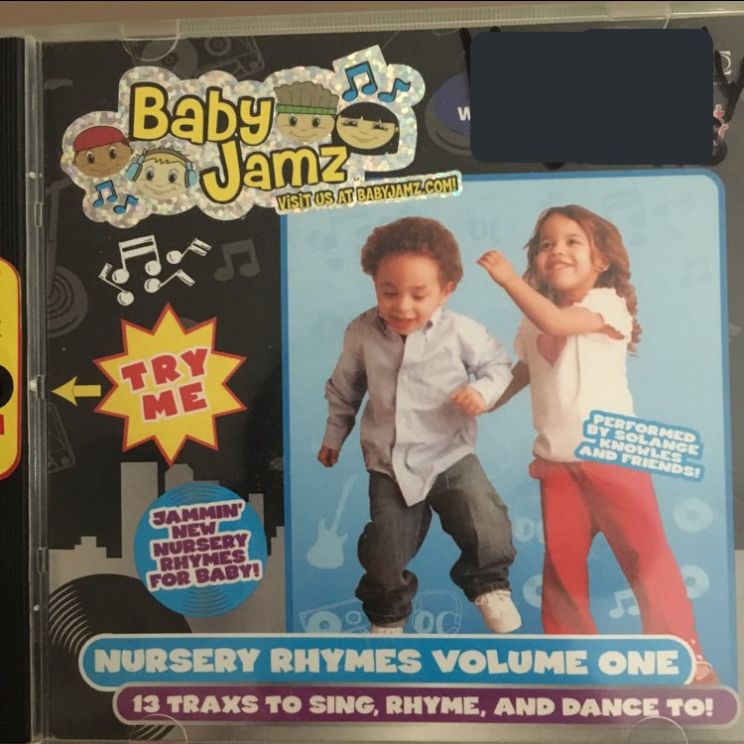 Baby
Jamz
VISIT US AT BABYJAMZ.COM!
TRY
ME
PERFORMED
BY SOLANGE
KNOWLES
AND FRIENDS!
JAMMIN'
NEW
NURSERY
RHYMES
FOR BABY!
NURSERY RHYMES VOLUME ONE
13 TRAXS TO SING, RHYME, AND DANCE TO!